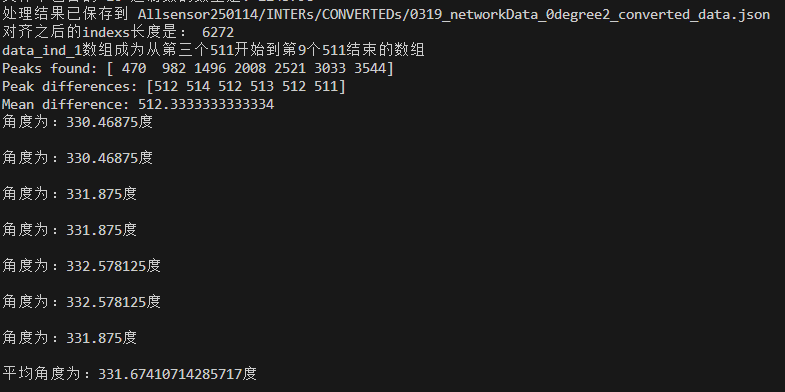 处理结果已保存到 Allsensor250114/INTERs/CONVERTEDs/0319_networkData_0degree2_converted_data.json
对齐之后的indexs长度是： 6272
data_ind_1数组成为从第三个511开始到第9个511结束的数组
Peaks found: [ 470  982 1496 2008 2521 3033 3544]
Peak differences: [512 514 512 513 512 511]
Mean difference: 512.3333333333334
角度为：330.46875度
角度为：330.46875度
角度为：331.875度
角度为：331.875度
角度为：332.578125度
角度为：332.578125度
角度为：331.875度
平均角度为：331.67410714285717度